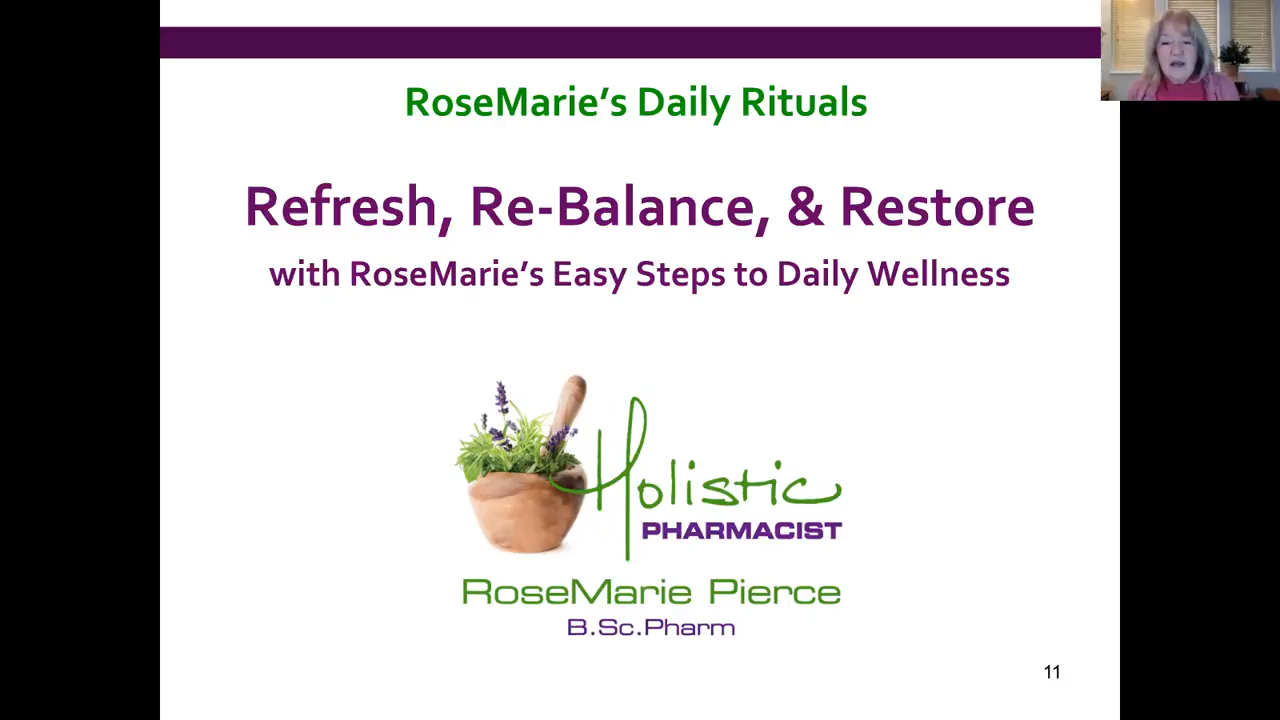 RoseMarie’s Daily Rituals
Refresh, Re-Balance, & Restore
with RoseMarie’s Easy Steps to Daily Wellness
Holistic
PHARMACIST
RoseMarie Pierce
B.Sc.Pharm
11